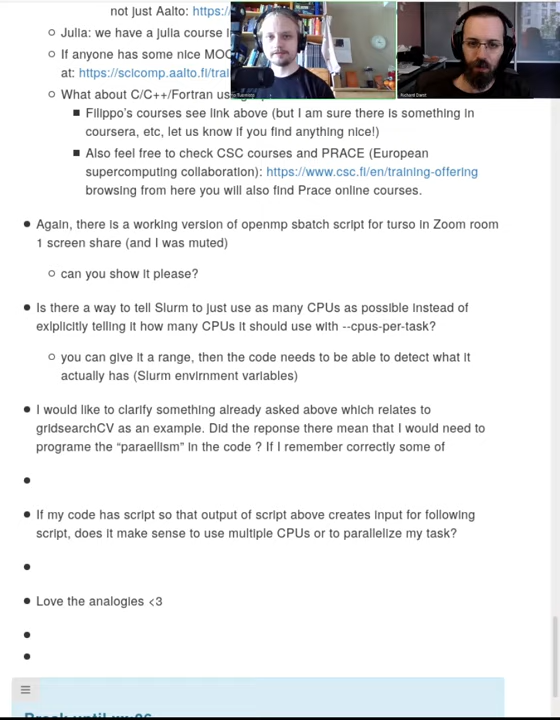 not just Aalto: https:/
Julia: we have a julia course i
If anyone has some nice MOO
at: https://scicomp.aalto.fi/trai
What about C/C++/Fortran us
Filippo's courses see link above (but I am sure there is something in
coursera, etc, let us know if you find anything nice!)
Also feel free to check CSC courses and PRACE (European
supercomputing collaboration): https://www.csc.fi/en/training-offering
browsing from here you will also find Prace online courses.
Again, there is a working version of openmp sbatch script for turso in Zoom room
1 screen share (and I was muted)
can you show it please?
Is there a way to tell Slurm to just use as many CPUs as possible instead of
exlplicitly telling it how many CPUs it should use with --cpus-per-task?
you can give it a range, then the code needs to be able to detect what it
actually has (Slurm envirnment variables)
I would like to clarify something already asked above which relates to
gridsearchCV as an example. Did the reponse there mean that I would need to
programe the “paraellism” in the code ? If I remember correctly some of
If my code has script so that output of script above creates input for following
script, does it make sense to use multiple CPUs or to parallelize my task?
Love the analogies <3
Break until
Richard Darst